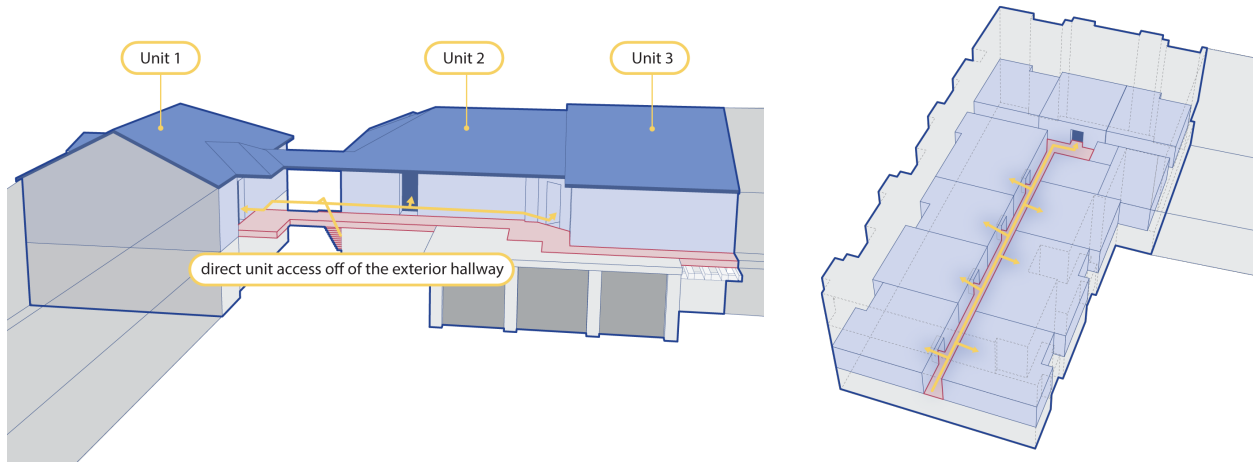 Unit 1
Unit 2
Unit 3
direct unit access off of the exterior hallway